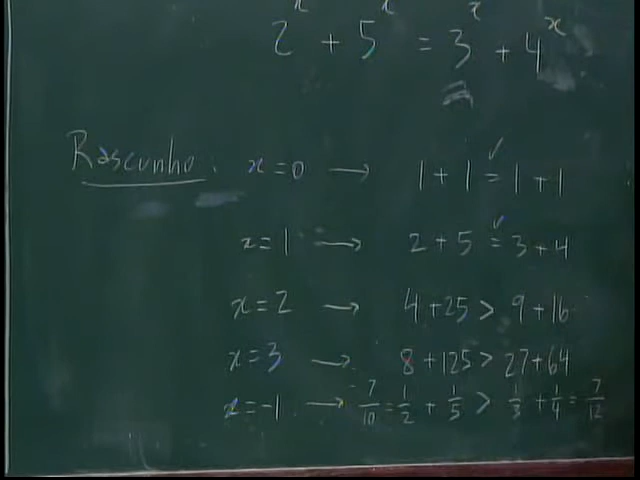 2^x + 5^x = 3^x + 4^x
Rascunho: x=0 → 1+1 = 1+1
x=1 → 2+5 = 3+4
x=2 → 4+25 > 9+16
x=3 → 8+125 > 27+64
x=-1 → 7/10 = 1/2 + 1/5 > 1/3 + 1/4 = 7/12